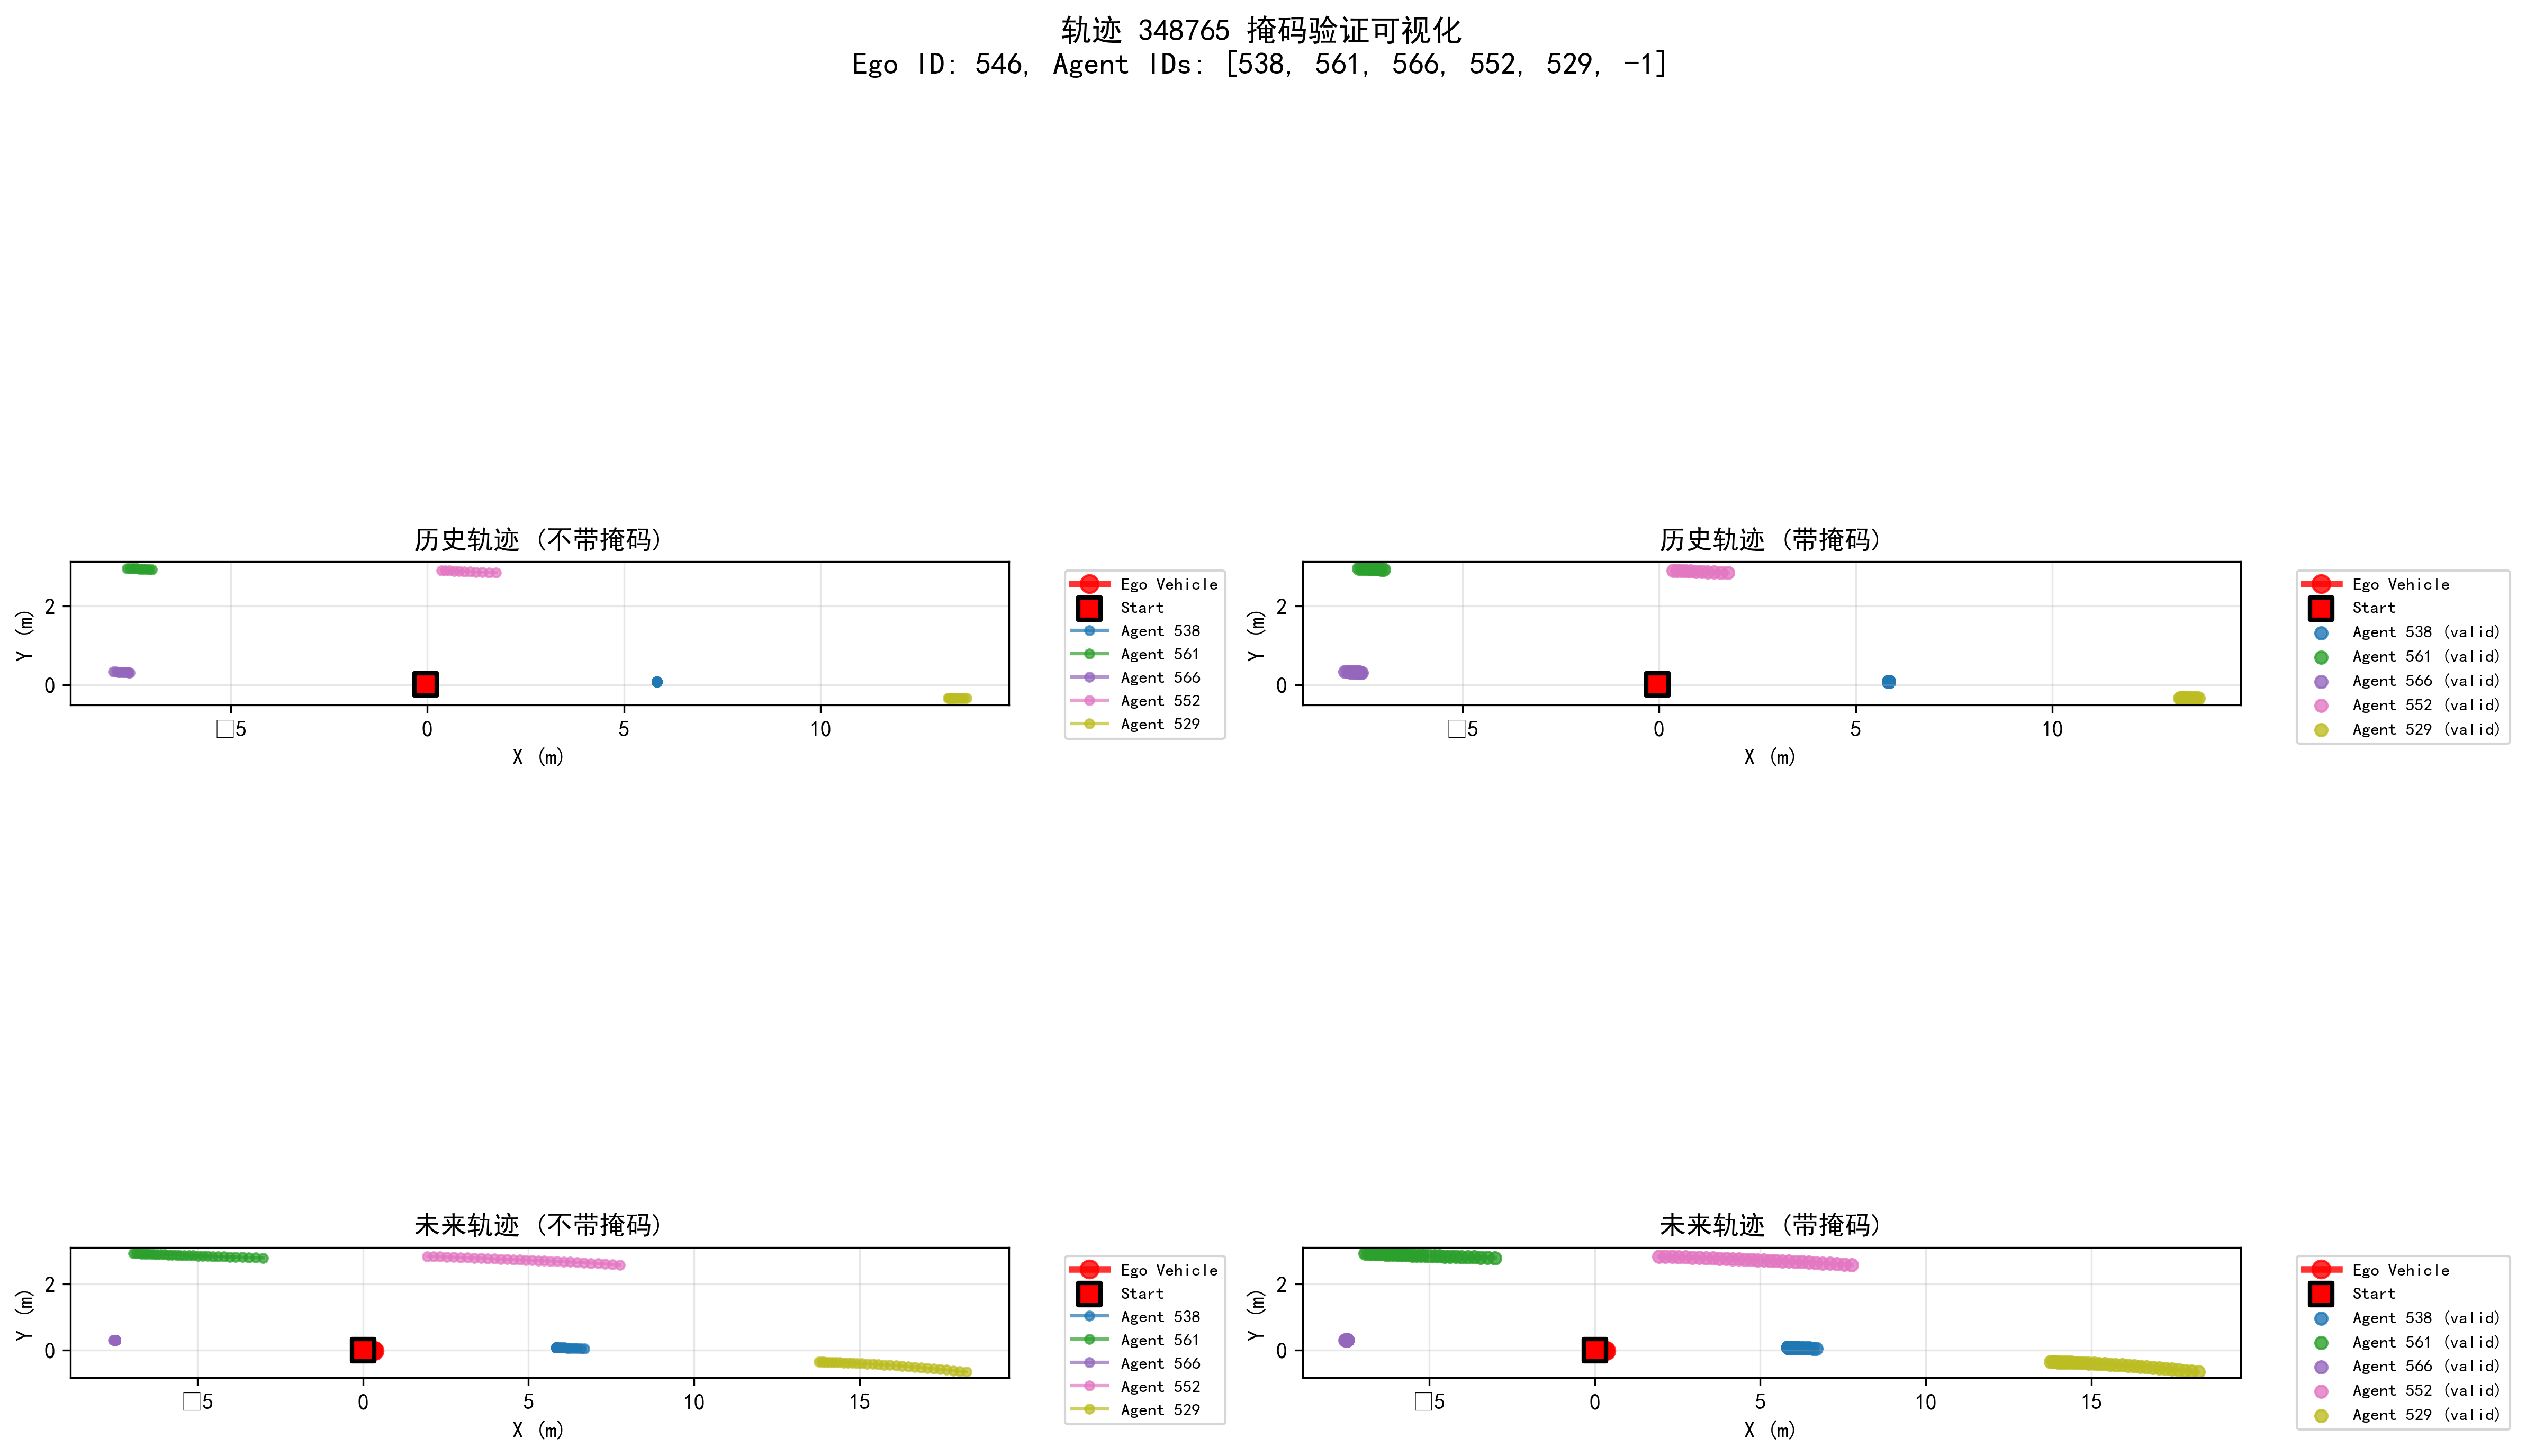 轨迹 348765 掩码验证可视化
Ego ID: 546, Agent IDs: [538, 561, 566, 552, 529, -1]
历史轨迹 (不带掩码)
Y (m)
2
0
□5 0 5 10
X (m)
Ego Vehicle
Start
Agent 538
Agent 561
Agent 566
Agent 552
Agent 529
历史轨迹 (带掩码)
Y (m)
2
0
□5 0 5 10
X (m)
Ego Vehicle
Start
Agent 538 (valid)
Agent 561 (valid)
Agent 566 (valid)
Agent 552 (valid)
Agent 529 (valid)
未来轨迹 (不带掩码)
Y (m)
2
0
□5 0 5 10 15
X (m)
Ego Vehicle
Start
Agent 538
Agent 561
Agent 566
Agent 552
Agent 529
未来轨迹 (带掩码)
Y (m)
2
0
□5 0 5 10 15
X (m)
Ego Vehicle
Start
Agent 538 (valid)
Agent 561 (valid)
Agent 566 (valid)
Agent 552 (valid)
Agent 529 (valid)